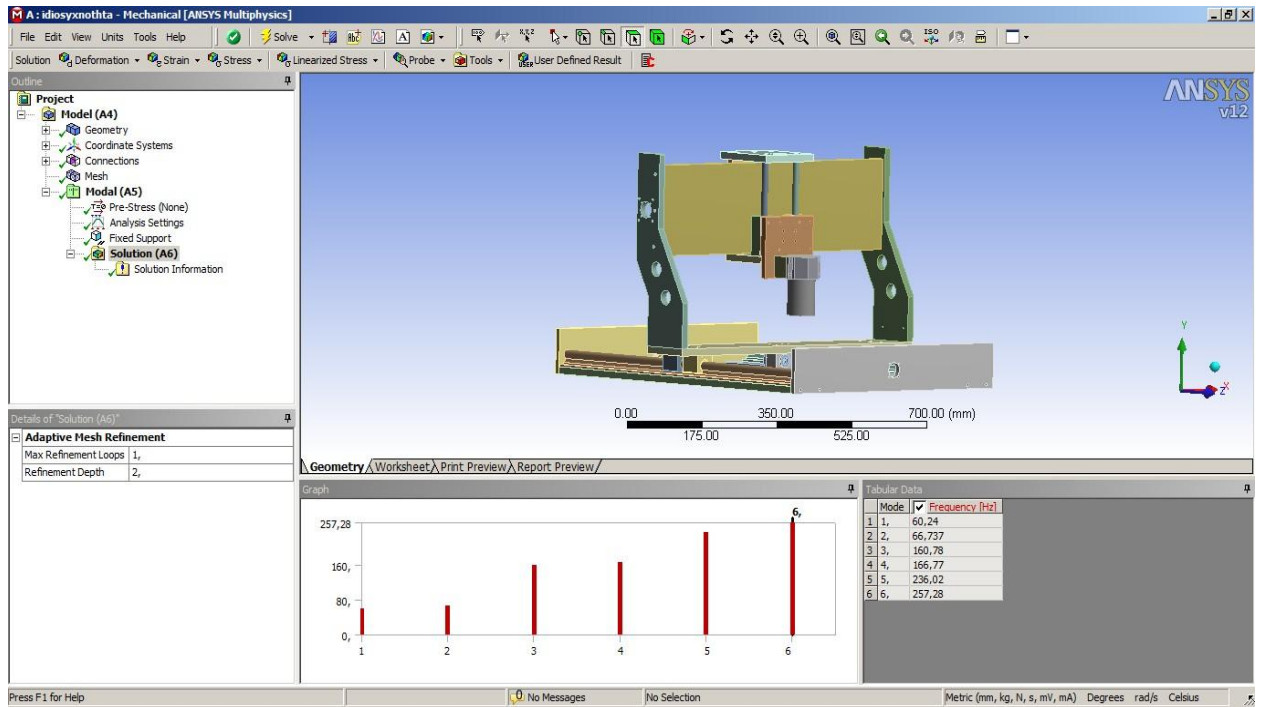 A : idiosyxnothta - Mechanical [ANSYS Multiphysics]
File Edit View Units Tools Help Solve
Solution Deformation Strain Stress Linearized Stress Probe Tools User Defined Result
Outline
Project
Model (A4)
Geometry
Coordinate Systems
Connections
Mesh
Modal (A5)
Pre-Stress (None)
Analysis Settings
Fixed Support
Solution (A6)
Solution Information
ANSYS
v12
Y
X
Z
0.00 350.00 700.00 (mm)
175.00 525.00
Details of "Solution (A6)"
Adaptive Mesh Refinement
Max Refinement Loops 1,
Refinement Depth 2,
Geometry Worksheet Print Preview Report Preview
Graph
6,
257,28
160,
80,
0,
1 2 3 4 5 6
Tabular Data
Mode Frequency [Hz]
1 1, 60,24
2 2, 66,737
3 3, 160,78
4 4, 166,77
5 5, 236,02
6 6, 257,28
Press F1 for Help 0 No Messages No Selection Metric (mm, kg, N, s, mV, mA) Degrees rad/s Celsius